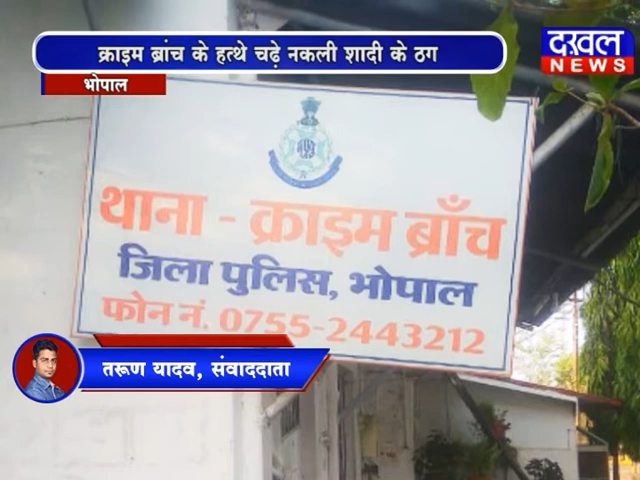 क्राइम ब्रांच के हत्थे चढ़े नकली शादी के ठग
दखल
NEWS
भोपाल
थाना - क्राइम ब्राँच
जिला पुलिस, भोपाल
फोन नं. 0755-2443212
तरूण यादव, संवाददाता